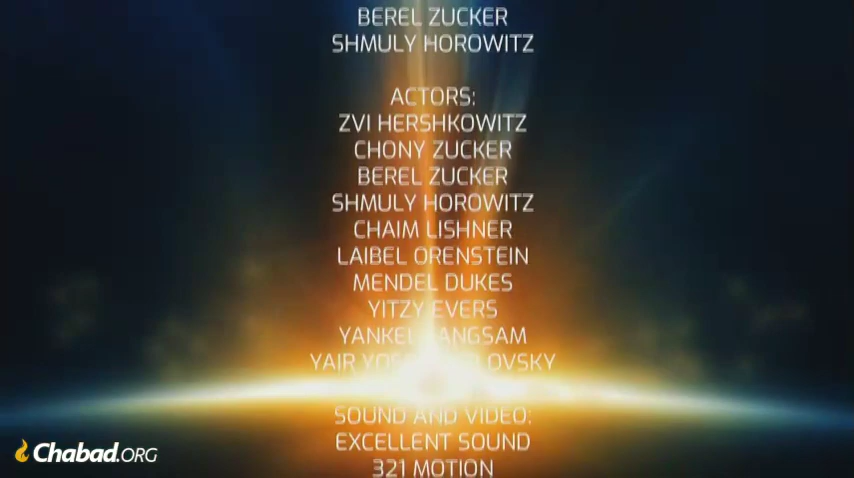 BEREL ZUCKER
SHMULY HOROWITZ
ACTORS:
ZVI HERSHKOWITZ
CHONY ZUCKER
BEREL ZUCKER
SHMULY HOROWITZ
CHAIM LISHNER
LAIBEL ORENSTEIN
MENDEL DUKES
YITZY EVERS
YANKEL
YAIR
SOUND AND VIDEO:
EXCELLENT SOUND
321 MOTION
Chabad.ORG